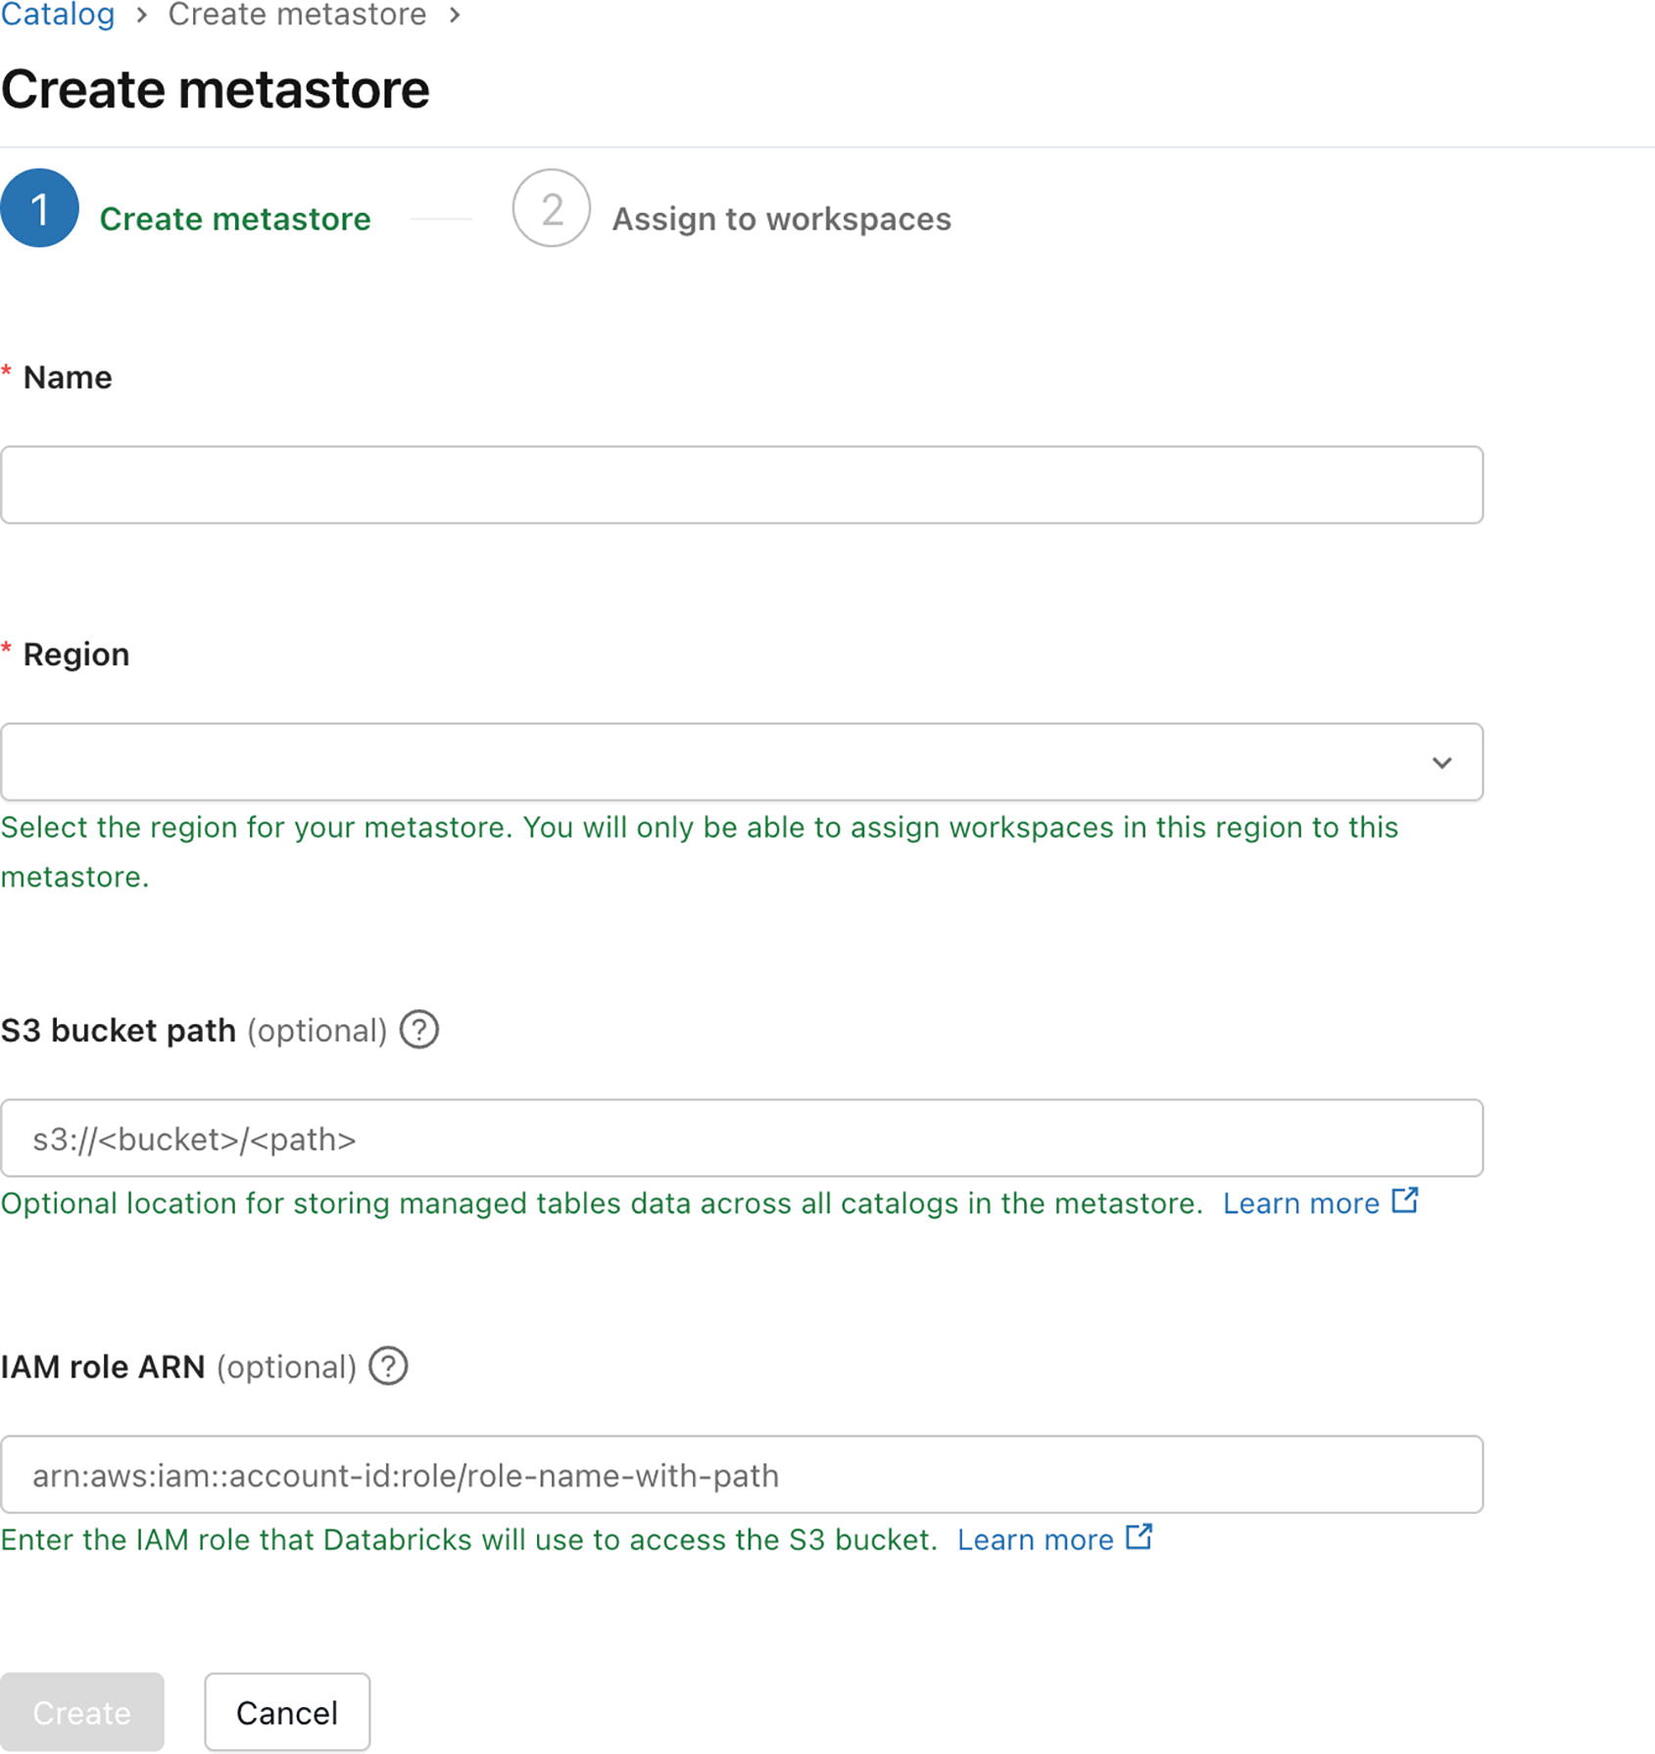 Catalog > Create metastore >
Create metastore
1 Create metastore 2 Assign to workspaces
* Name
* Region
Select the region for your metastore. You will only be able to assign workspaces in this region to this
metastore.
S3 bucket path (optional) ?
s3://<bucket>/<path>
Optional location for storing managed tables data across all catalogs in the metastore. Learn more
IAM role ARN (optional) ?
arn:aws:iam::account-id:role/role-name-with-path
Enter the IAM role that Databricks will use to access the S3 bucket. Learn more
Create Cancel